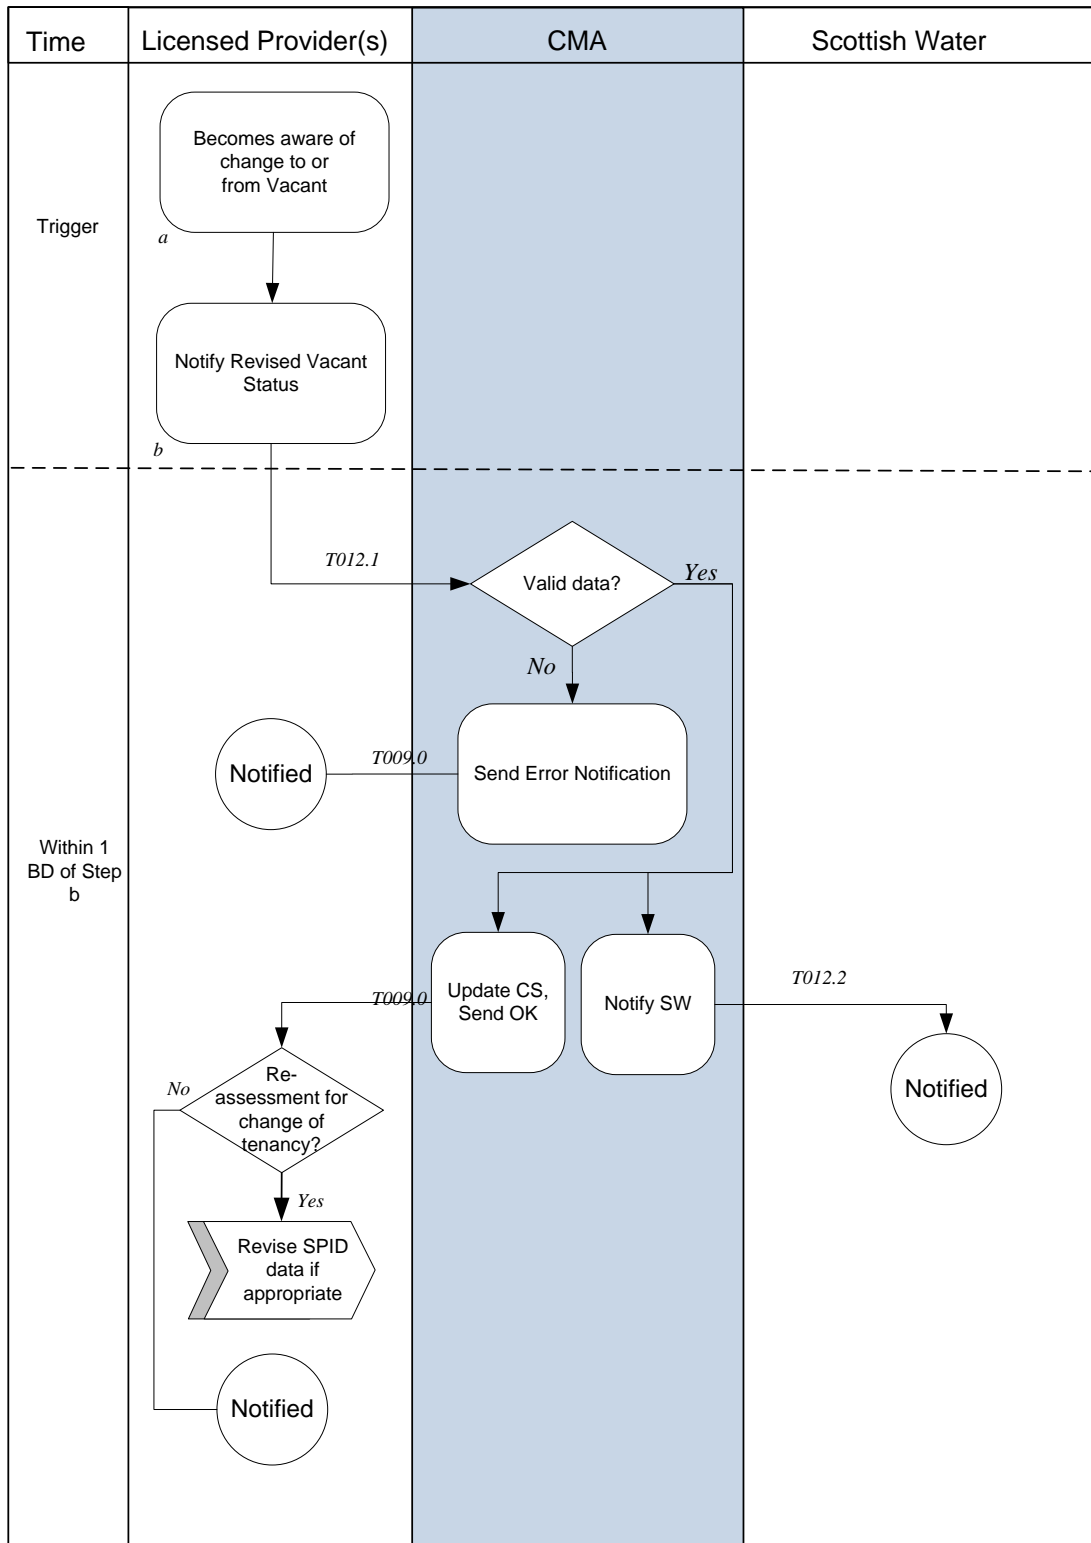 Time
Licensed Provider(s)
CMA
Scottish Water
Trigger
Becomes aware of
change to or
from Vacant
a
Notify Revised Vacant
Status
b
Within 1
BD of Step
b
T012.1
Valid data?
Yes
No
Send Error Notification
T009.0
Notified
Update CS,
Send OK
Notify SW
T012.2
Notified
T009.0
Re-
assessment for
change of
tenancy?
No
Yes
Revise SPID
data if
appropriate
Notified